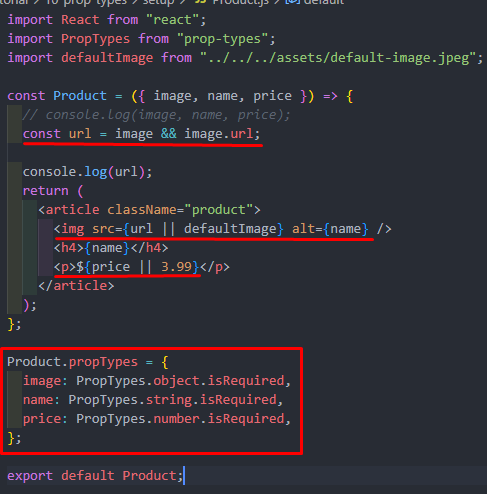 tonal > 10-prop-types > setup > JS Product.js > default
import React from "react";
import PropTypes from "prop-types";
import defaultImage from "../../../assets/default-image.jpeg";
const Product = ({ image, name, price }) => {
// console.log(image, name, price);
const url = image && image.url;
console.log(url);
return (
<article className="product">
<img src={url || defaultImage} alt={name} />
<h4>{name}</h4>
<p>${price || 3.99}</p>
</article>
);
};
Product.propTypes = {
image: PropTypes.object.isRequired,
name: PropTypes.string.isRequired,
price: PropTypes.number.isRequired,
};
export default Product;